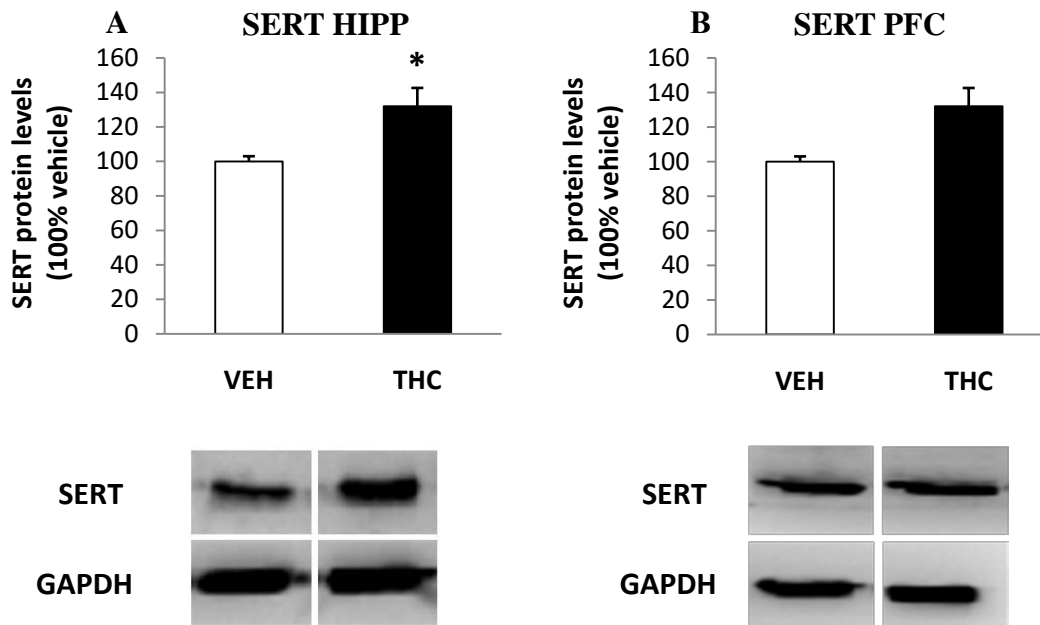 A
SERT HIPP
SERT protein levels
(100% vehicle)
160
140
120
100
80
60
40
20
0
*
VEH
THC
SERT
GAPDH
B
SERT PFC
SERT protein levels
(100% vehicle)
160
140
120
100
80
60
40
20
0
VEH
THC
SERT
GAPDH